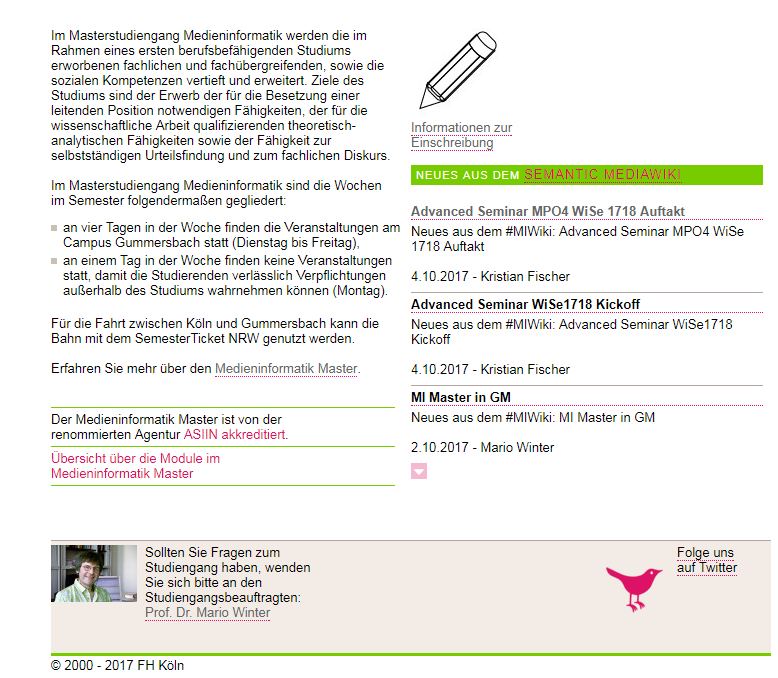 Im Masterstudiengang Medieninformatik werden die im
Rahmen eines ersten berufsbefähigenden Studiums
erworbenen fachlichen und fachübergreifenden, sowie die
sozialen Kompetenzen vertieft und erweitert. Ziele des
Studiums sind der Erwerb der für die Besetzung einer
leitenden Position notwendigen Fähigkeiten, der für die
wissenschaftliche Arbeit qualifizierenden theoretisch-
analytischen Fähigkeiten sowie der Fähigkeit zur
selbstständigen Urteilsfindung und zum fachlichen Diskurs.
Im Masterstudiengang Medieninformatik sind die Wochen
im Semester folgendermaßen gegliedert:
an vier Tagen in der Woche finden die Veranstaltungen am
Campus Gummersbach statt (Dienstag bis Freitag),
an einem Tag in der Woche finden keine Veranstaltungen
statt, damit die Studierenden verlässlich Verpflichtungen
außerhalb des Studiums wahrnehmen können (Montag).
Für die Fahrt zwischen Köln und Gummersbach kann die
Bahn mit dem SemesterTicket NRW genutzt werden.
Erfahren Sie mehr über den Medieninformatik Master.
Der Medieninformatik Master ist von der
renommierten Agentur ASIIN akkreditiert.
Übersicht über die Module im
Medieninformatik Master
Informationen zur
Einschreibung
NEUES AUS DEM SEMANTIC MEDIAWIKI
Advanced Seminar MPO4 WiSe 1718 Auftakt
Neues aus dem #MIWiki: Advanced Seminar MPO4 WiSe
1718 Auftakt
4.10.2017 - Kristian Fischer
Advanced Seminar WiSe1718 Kickoff
Neues aus dem #MIWiki: Advanced Seminar WiSe1718
Kickoff
4.10.2017 - Kristian Fischer
MI Master in GM
Neues aus dem #MIWiki: MI Master in GM
2.10.2017 - Mario Winter
Sollten Sie Fragen zum
Studiengang haben, wenden
Sie sich bitte an den
Studiengangsbeauftragten:
Prof. Dr. Mario Winter
Folge uns
auf Twitter
© 2000 - 2017 FH Köln